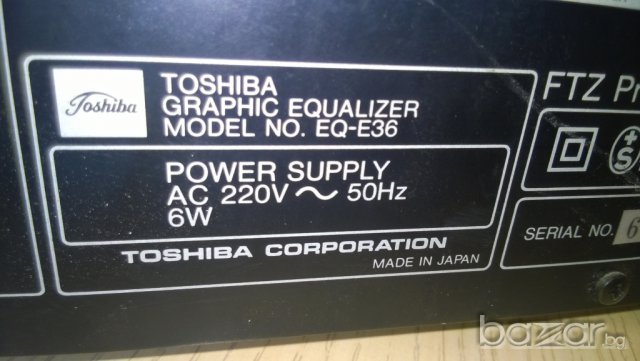 Toshiba
TOSHIBA
GRAPHIC EQUALIZER
MODEL NO. EQ-E36
POWER SUPPLY
AC 220V ~ 50Hz
6W
TOSHIBA CORPORATION
MADE IN JAPAN
FTZ
SERIAL NO.
bazar.bg